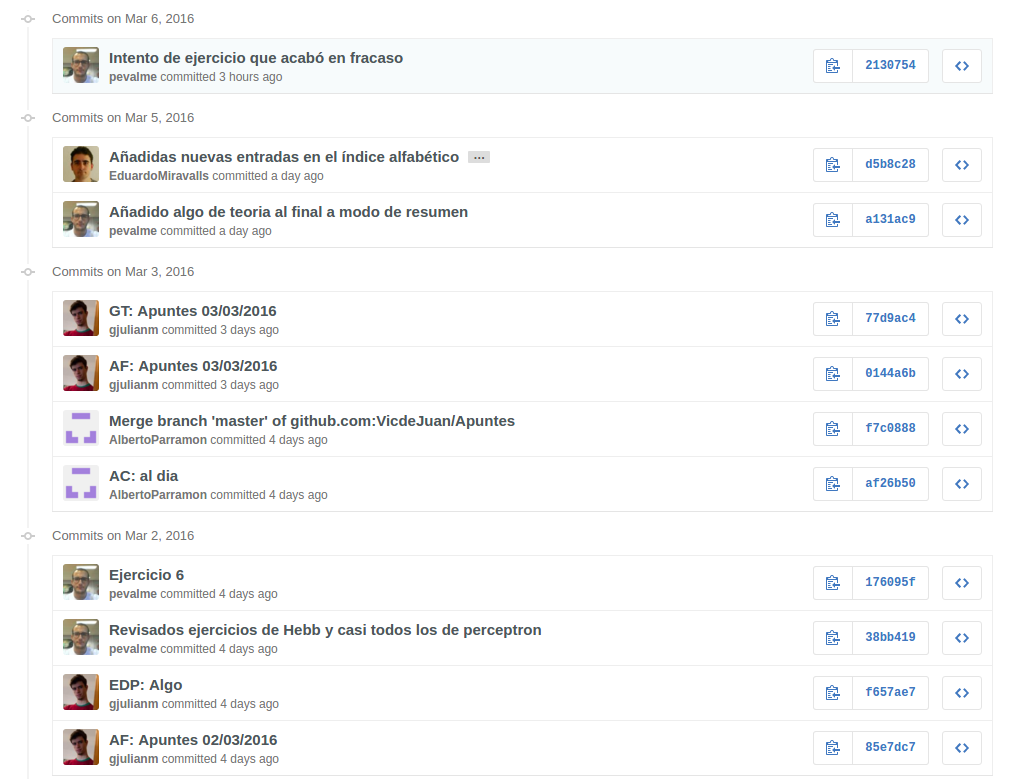 Commits on Mar 6, 2016
Intento de ejercicio que acabó en fracaso
pevalme committed 3 hours ago
2130754
Commits on Mar 5, 2016
Añadidas nuevas entradas en el índice alfabético ...
EduardoMiravalls committed a day ago
d5b8c28
Añadido algo de teoria al final a modo de resumen
pevalme committed a day ago
a131ac9
Commits on Mar 3, 2016
GT: Apuntes 03/03/2016
gjulianm committed 3 days ago
77d9ac4
AF: Apuntes 03/03/2016
gjulianm committed 3 days ago
0144a6b
Merge branch 'master' of github.com:VicdeJuan/Apuntes
AlbertoParramon committed 4 days ago
f7c0888
AC: al dia
AlbertoParramon committed 4 days ago
af26b50
Commits on Mar 2, 2016
Ejercicio 6
pevalme committed 4 days ago
176095f
Revisados ejercicios de Hebb y casi todos los de perceptron
pevalme committed 4 days ago
38bb419
EDP: Algo
gjulianm committed 4 days ago
f657ae7
AF: Apuntes 02/03/2016
gjulianm committed 4 days ago
85e7dc7